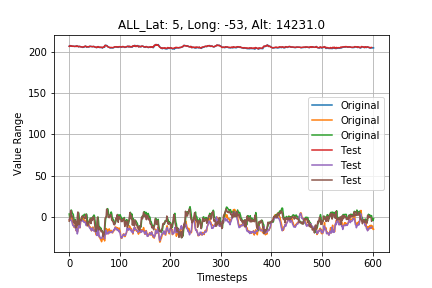 ALL_Lat: 5, Long: -53, Alt: 14231.0
200
150
100
50
0
Value Range
Original
Original
Original
Test
Test
Test
0 100 200 300 400 500 600
Timesteps